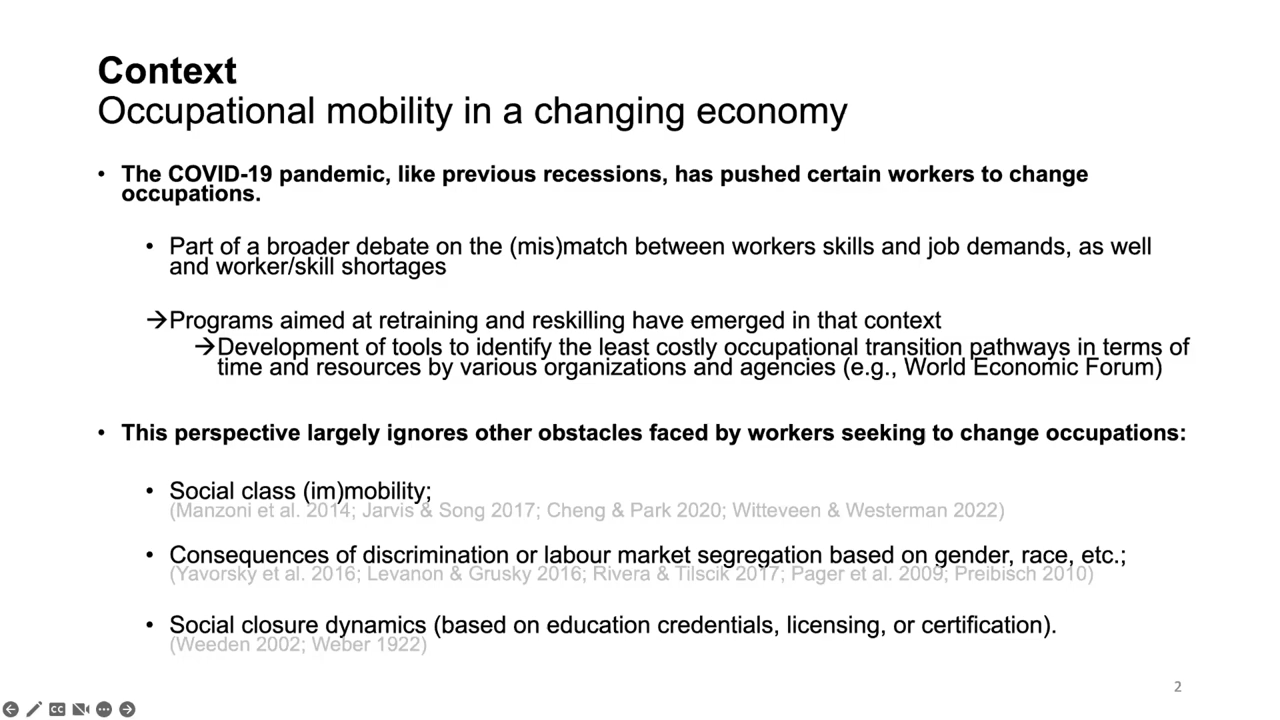 Context
Occupational mobility in a changing economy
• The COVID-19 pandemic, like previous recessions, has pushed certain workers to change
occupations.
• Part of a broader debate on the (mis)match between workers skills and job demands, as well
and worker/skill shortages
→Programs aimed at retraining and reskilling have emerged in that context
→Development of tools to identify the least costly occupational transition pathways in terms of
time and resources by various organizations and agencies (e.g., World Economic Forum)
• This perspective largely ignores other obstacles faced by workers seeking to change occupations:
• Social class (im)mobility;
(Manzoni et al. 2014; Jarvis & Song 2017; Cheng & Park 2020; Witteveen & Westerman 2022)
• Consequences of discrimination or labour market segregation based on gender, race, etc.;
(Yavorsky et al. 2016; Levanon & Grusky 2016; Rivera & Tilscik 2017; Pager et al. 2009; Preibisch 2010)
• Social closure dynamics (based on education credentials, licensing, or certification).
(Weeden 2002; Weber 1922)
2
CC